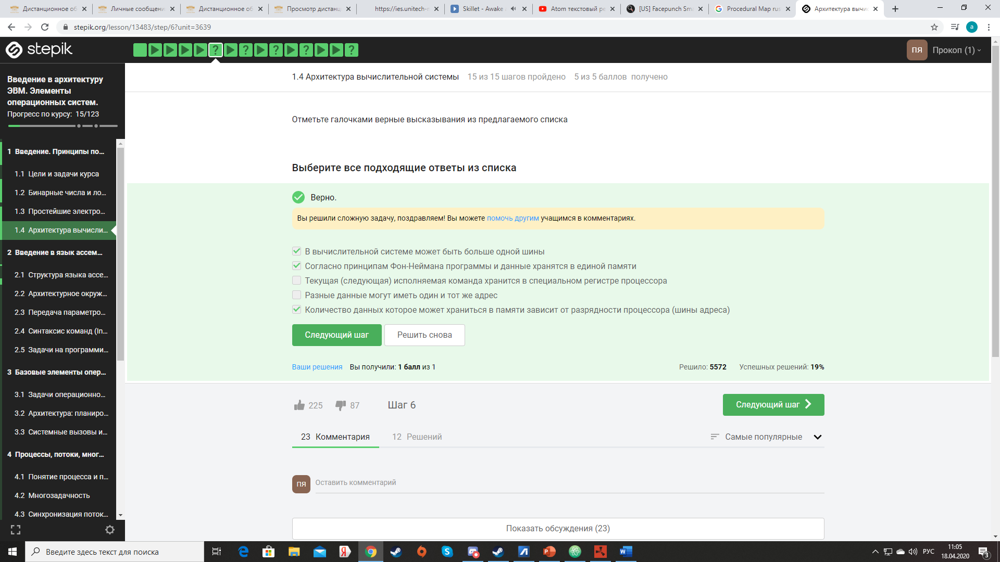 Дистанционное об
Личные сообщени
Дистанционное об
Просмотр дистанц
https://ies.unitech-r
Skillet - Awake a
Atom текстовый ре
[US] Facepunch Sma
Procedural Map rus
Архитектура вычис
stepik.org/lesson/13483/step/6?unit=3639
a
stepik
ПЯ
Прокоп (1)
Введение в архитектуру
ЭВМ. Элементы
операционных систем.
Прогресс по курсу: 15/123
1 Введение. Принципы по...
1.1 Цели и задачи курса
1.2 Бинарные числа и ло...
1.3 Простейшие электро...
1.4 Архитектура вычисли...
2 Введение в язык ассем...
2.1 Структура языка ассе...
2.2 Архитектурное окруж...
2.3 Передача параметро...
2.4 Синтаксис команд (In...
2.5 Задачи на программи...
3 Базовые элементы опер...
3.1 Задачи операционно...
3.2 Архитектура: планиро...
3.3 Системные вызовы и...
4 Процессы, потоки, мног...
4.1 Понятие процесса и п...
4.2 Многозадачность
4.3 Синхронизация поток...
1.4 Архитектура вычислительной системы 15 из 15 шагов пройдено 5 из 5 баллов получено
Отметьте галочками верные высказывания из предлагаемого списка
Выберите все подходящие ответы из списка
Верно.
Вы решили сложную задачу, поздравляем! Вы можете помочь другим учащимся в комментариях.
В вычислительной системе может быть больше одной шины
Согласно принципам Фон-Неймана программы и данные хранятся в единой памяти
Текущая (следующая) исполняемая команда хранится в специальном регистре процессора
Разные данные могут иметь один и тот же адрес
Количество данных которое может храниться в памяти зависит от разрядности процессора (шины адреса)
Следующий шаг
Решить снова
Ваши решения Вы получили: 1 балл из 1
Решило: 5572 Успешных решений: 19%
225
87
Шаг 6
Следующий шаг
23 Комментария
12 Решений
Самые популярные
ПЯ
Оставить комментарий
Показать обсуждения (23)
Введите здесь текст для поиска
РУС
11:05
18.04.2020
3